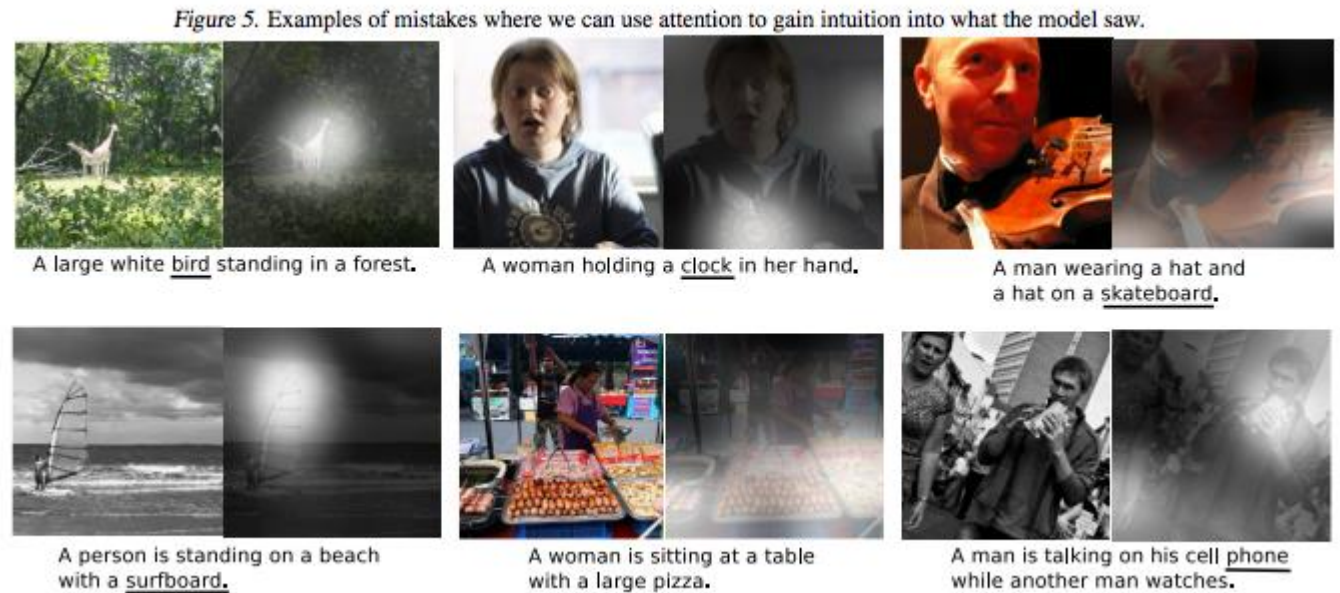 Figure 5. Examples of mistakes where we can use attention to gain intuition into what the model saw.
A large white bird standing in a forest.
A woman holding a clock in her hand.
A man wearing a hat and
a hat on a skateboard.
A person is standing on a beach
with a surfboard.
A woman is sitting at a table
with a large pizza.
A man is talking on his cell phone
while another man watches.